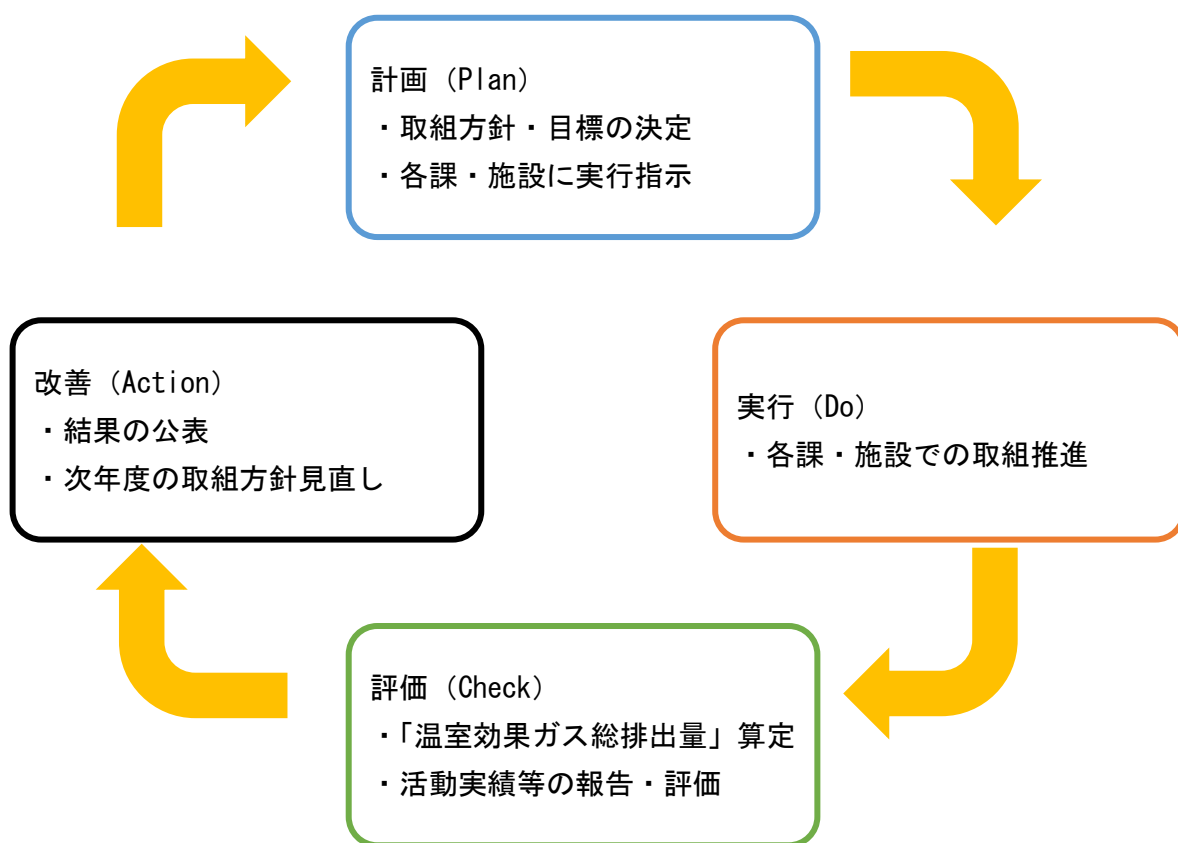 計画（Plan）
・取組方針・目標の決定
・各課・施設に実行指示
改善（Action）
・結果の公表
・次年度の取組方針見直し
実行（Do）
・各課・施設での取組推進
評価（Check）
・「温室効果ガス総排出量」算定
・活動実績等の報告・評価